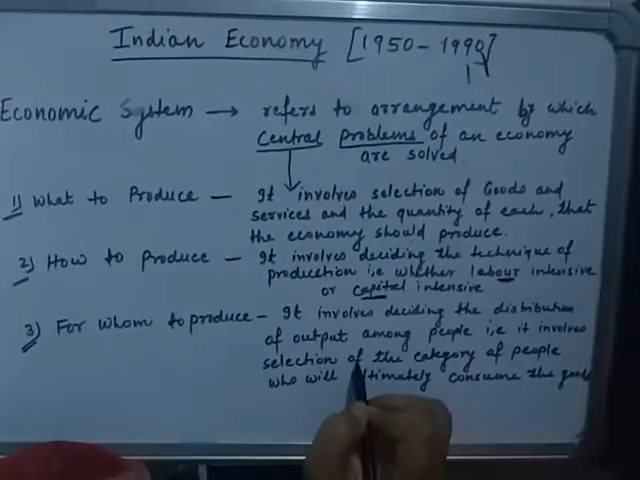 Indian Economy [1950-1990]
17
Economic System → refers to arrangement by which
Central Problems of an economy
are solved.
1) What to Produce - It involves selection of Goods and
services and the quantity of each, that
the economy should produce.
2) How to Produce - It involves deciding the technique of
production i.e whether labour intensive
or capital intensive
3) For whom to produce - It involves deciding the distribution
of output among people i.e it involves
selection of the category of people
who will ultimately consume the goods